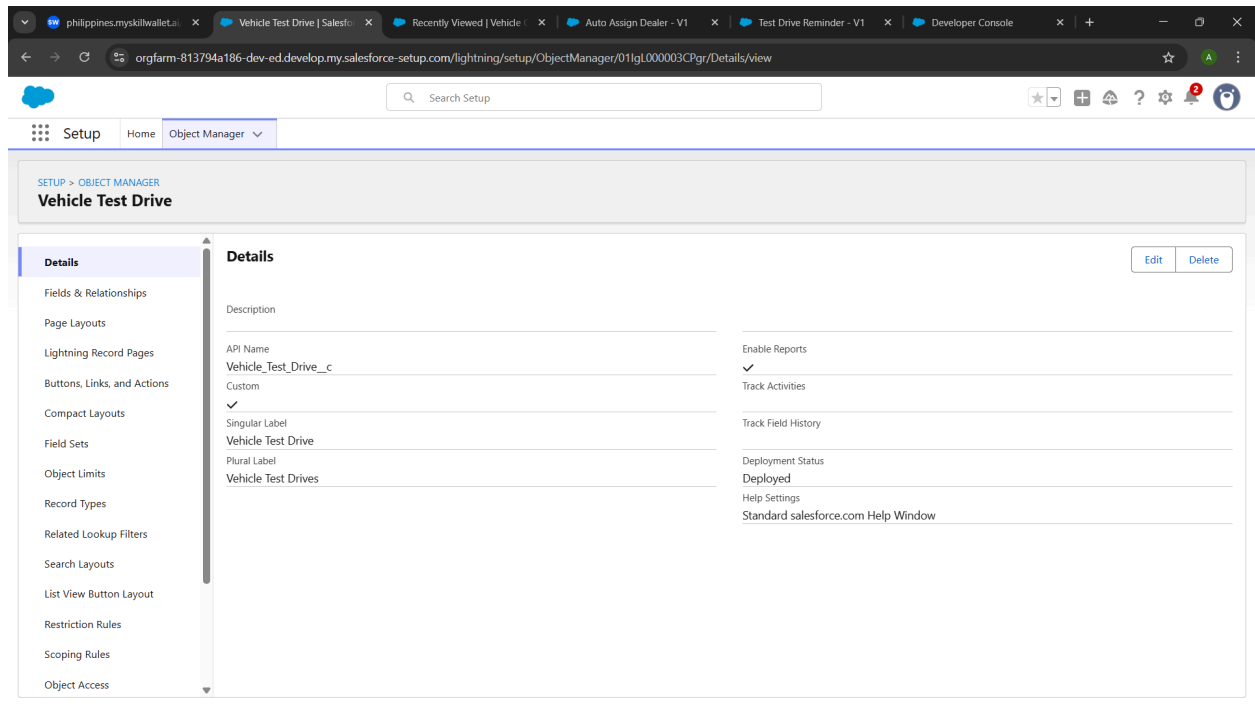 sw philippines.myskillwallet.ai
Vehicle Test Drive | Salesfo
Recently Viewed | Vehicle
Auto Assign Dealer - V1
Test Drive Reminder - V1
Developer Console
orgfarm-813794a186-dev-ed.develop.my.salesforce-setup.com/lightning/setup/ObjectManager/01IgL000003CPgr/Details/view
A
Search Setup
2
Setup
Home
Object Manager
SETUP > OBJECT MANAGER
Vehicle Test Drive
Details
Fields & Relationships
Page Layouts
Lightning Record Pages
Buttons, Links, and Actions
Compact Layouts
Field Sets
Object Limits
Record Types
Related Lookup Filters
Search Layouts
List View Button Layout
Restriction Rules
Scoping Rules
Object Access
Details
Edit
Delete
Description
API Name
Vehicle_Test_Drive__c
Custom
Singular Label
Vehicle Test Drive
Plural Label
Vehicle Test Drives
Enable Reports
Track Activities
Track Field History
Deployment Status
Deployed
Help Settings
Standard salesforce.com Help Window